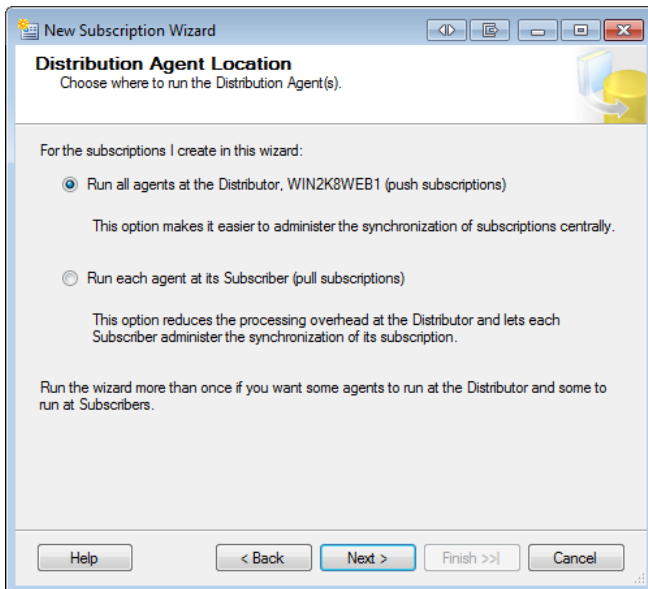 New Subscription Wizard
Distribution Agent Location
Choose where to run the Distribution Agent(s).
For the subscriptions I create in this wizard:
Run all agents at the Distributor, WIN2K8WEB1 (push subscriptions)
This option makes it easier to administer the synchronization of subscriptions centrally.
Run each agent at its Subscriber (pull subscriptions)
This option reduces the processing overhead at the Distributor and lets each
Subscriber administer the synchronization of its subscription.
Run the wizard more than once if you want some agents to run at the Distributor and some to
run at Subscribers.
Help < Back Next > Finish >>| Cancel